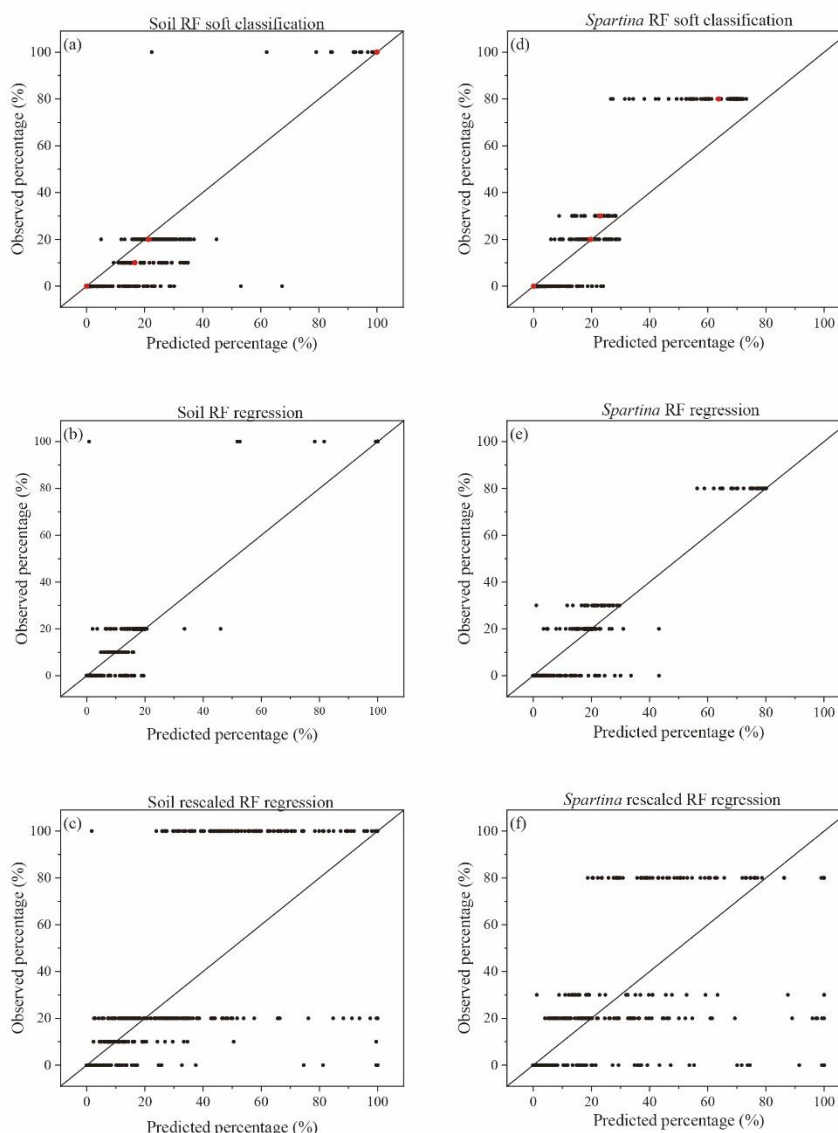 Soil RF soft classification
(a)
100
80
60
40
20
0
Observed percentage (%)
0 20 40 60 80 100
Predicted percentage (%)
Spartina RF soft classification
(d)
100
80
60
40
20
0
Observed percentage (%)
0 20 40 60 80 100
Predicted percentage (%)
Soil RF regression
(b)
100
80
60
40
20
0
Observed percentage (%)
0 20 40 60 80 100
Predicted percentage (%)
Spartina RF regression
(e)
100
80
60
40
20
0
Observed percentage (%)
0 20 40 60 80 100
Predicted percentage (%)
Soil rescaled RF regression
(c)
100
80
60
40
20
0
Observed percentage (%)
0 20 40 60 80 100
Predicted percentage (%)
Spartina rescaled RF regression
(f)
100
80
60
40
20
0
Observed percentage (%)
0 20 40 60 80 100
Predicted percentage (%)